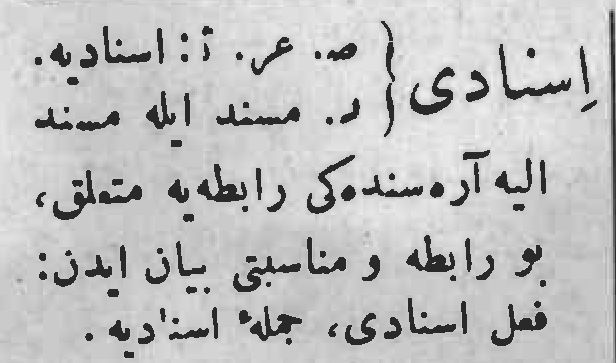 اِسنادی { ص. عر. ث: اسنادیه.
ر. مسند ایله مسند
الیه آره‌سنده‌کی رابطه‌یه متعلق،
بو رابطه و مناسبتی بیان ایدن:
فعل اسنادی، جملهٔ اسنادیه.